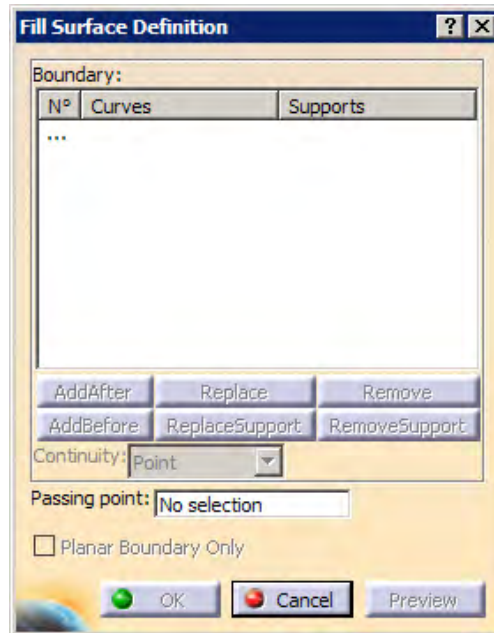 Fill Surface Definition ? X
Boundary:
N° Curves Supports
...
AddAfter Replace Remove
AddBefore ReplaceSupport RemoveSupport
Continuity: Point
Passing point: No selection
Planar Boundary Only
OK Cancel Preview